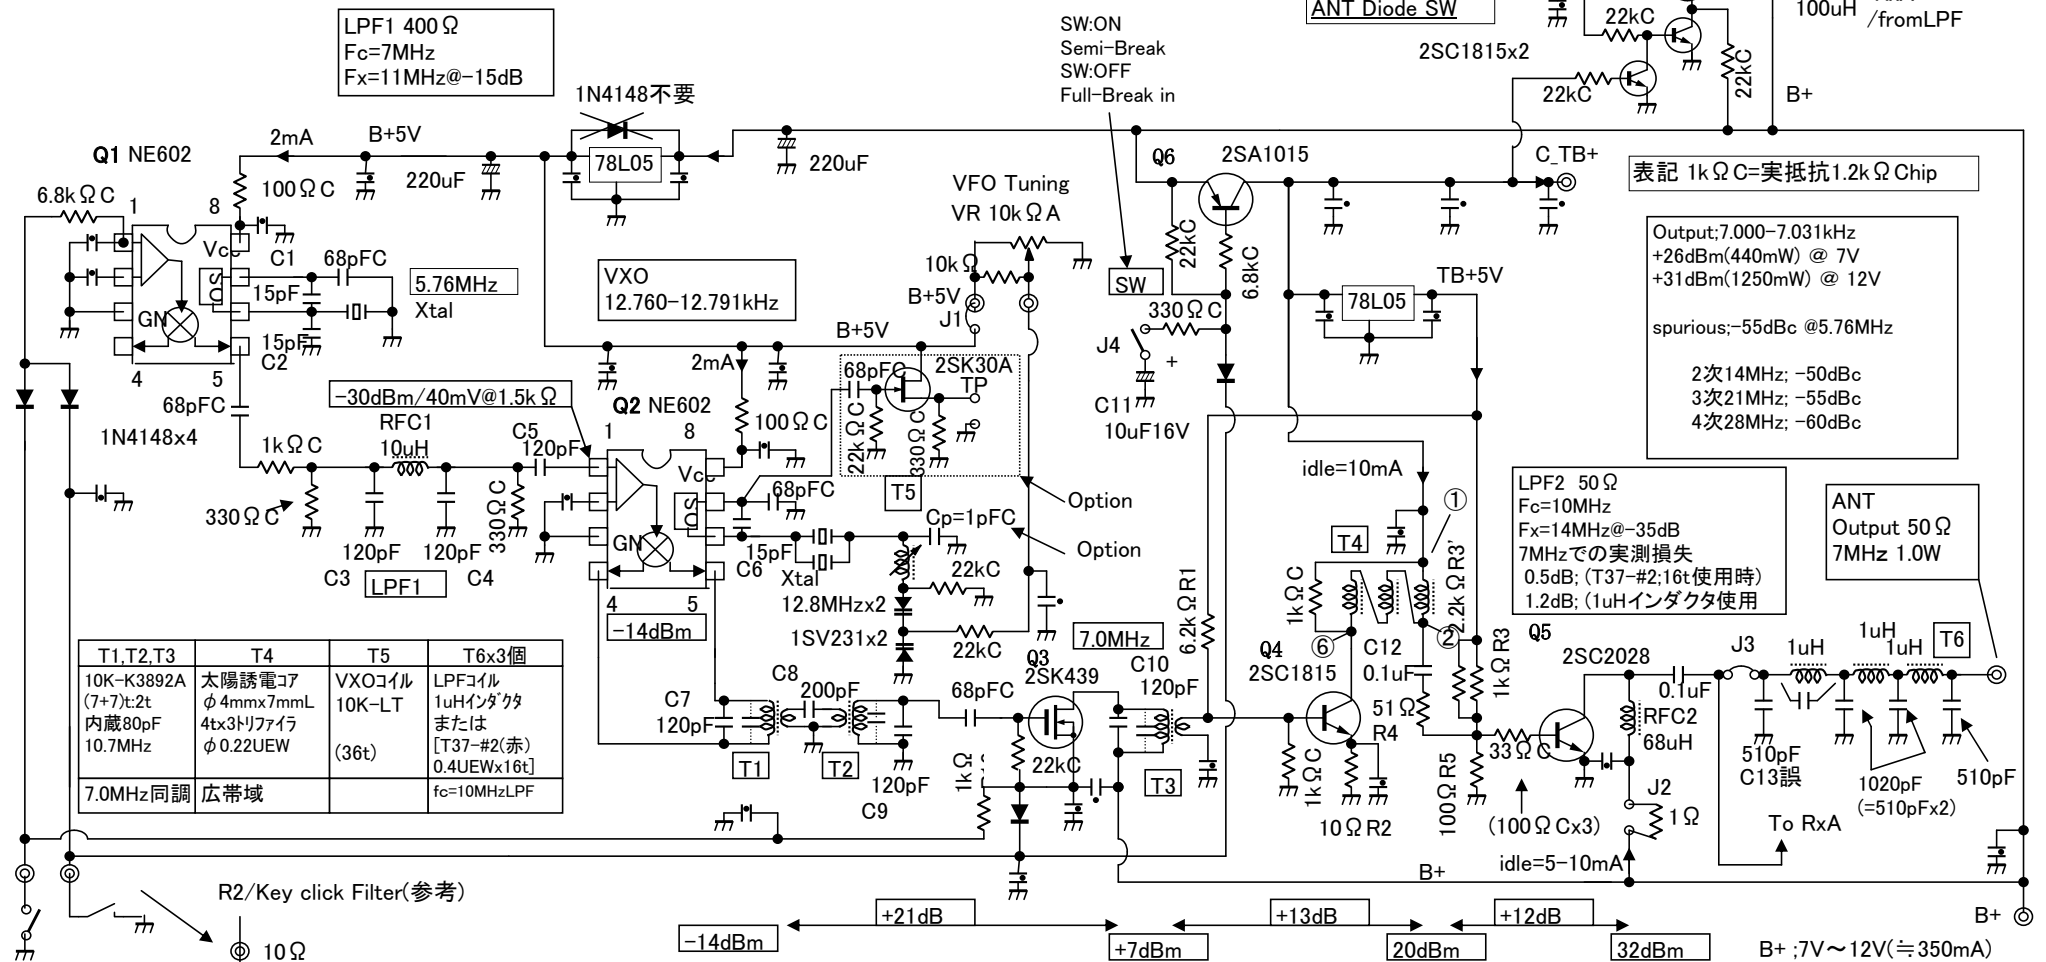 LPF1 400Ω
Fc=7MHz
Fx=11MHz@-15dB
SW:ON
Semi-Break
SW:OFF
Full-Break in
ANT Diode SW
2SC1815x2
22kC
22kC
22kC
100uH
/fromLPF
B+
1N4148不要
2mA
B+5V
Q1 NE602
220uF
78L05
220uF
100ΩC
6.8kΩC
1
8
Vcc
C1
68pFC
15pF
5.76MHz
Xtal
GN
15pF
C2
4
5
VFO Tuning
VR 10kΩA
10kΩ
B+5V
J1
VXO
12.760-12.791kHz
B+5V
Q6
2SA1015
C_TB+
表記 1kΩC=実抵抗1.2kΩChip
22kC
6.8kC
SW
330ΩC
J4
+
C11
10uF16V
TB+5V
78L05
Output;7.000-7.031kHz
+26dBm(440mW) @ 7V
+31dBm(1250mW) @ 12V
spurious;-55dBc @5.76MHz
2次14MHz; -50dBc
3次21MHz; -55dBc
4次28MHz; -60dBc
68pFC
1N4148x4
-30dBm/40mV@1.5kΩ
Q2 NE602
RFC1
10uH
C5
120pF
1kΩC
330ΩC
120pF
C3
120pF
C4
330ΩC
LPF1
1
8
Vcc
GN
4
5
-14dBm
2mA
100ΩC
68pFC
2SK30A
TP
22kΩC
330ΩC
T5
68pFC
Option
Cp=1pFC
Option
15pF
C6
Xtal
12.8MHzx2
1SV231x2
22kC
22kC
idle=10mA
①
T4
1kΩC
2.2kΩR3'
⑥
②
C12
0.1uF
51Ω
R4
6.2kΩR1
7.0MHz
LPF2 50Ω
Fc=10MHz
Fx=14MHz@-35dB
7MHzでの実測損失
0.5dB; (T37-#2;16t使用時)
1.2dB; (1uHインダクタ使用
ANT
Output 50Ω
7MHz 1.0W
T1,T2,T3
T4
T5
T6x3個
10K-K3892A
(7+7)t:2t
内蔵80pF
10.7MHz
太陽誘電コア
φ4mmx7mmL
4tx3トリファイラ
φ0.22UEW
VXOコイル
10K-LT
(36t)
LPFコイル
1uHインダクタ
または
[T37-#2(赤)
0.4UEWx16t]
7.0MHz同調
広帯域
fc=10MHzLPF
C7
120pF
C8
200pF
T1
T2
120pF
C9
68pFC
Q3
2SK439
22kC
1kΩ
C10
120pF
T3
Q4
2SC1815
1kΩC
10ΩR2
1kΩR3
100ΩR5
33ΩC
(100ΩCx3)
Q5
2SC2028
0.1uF
RFC2
68uH
J3
J2
1Ω
1uH
1uH
1uH
T6
510pF
C13誤
1020pF
(=510pFx2)
510pF
To RxA
idle=5-10mA
B+
R2/Key click Filter(参考)
10Ω
-14dBm
+21dB
+7dBm
+13dB
20dBm
+12dB
32dBm
B+
B+ ;7V～12V(≒350mA)